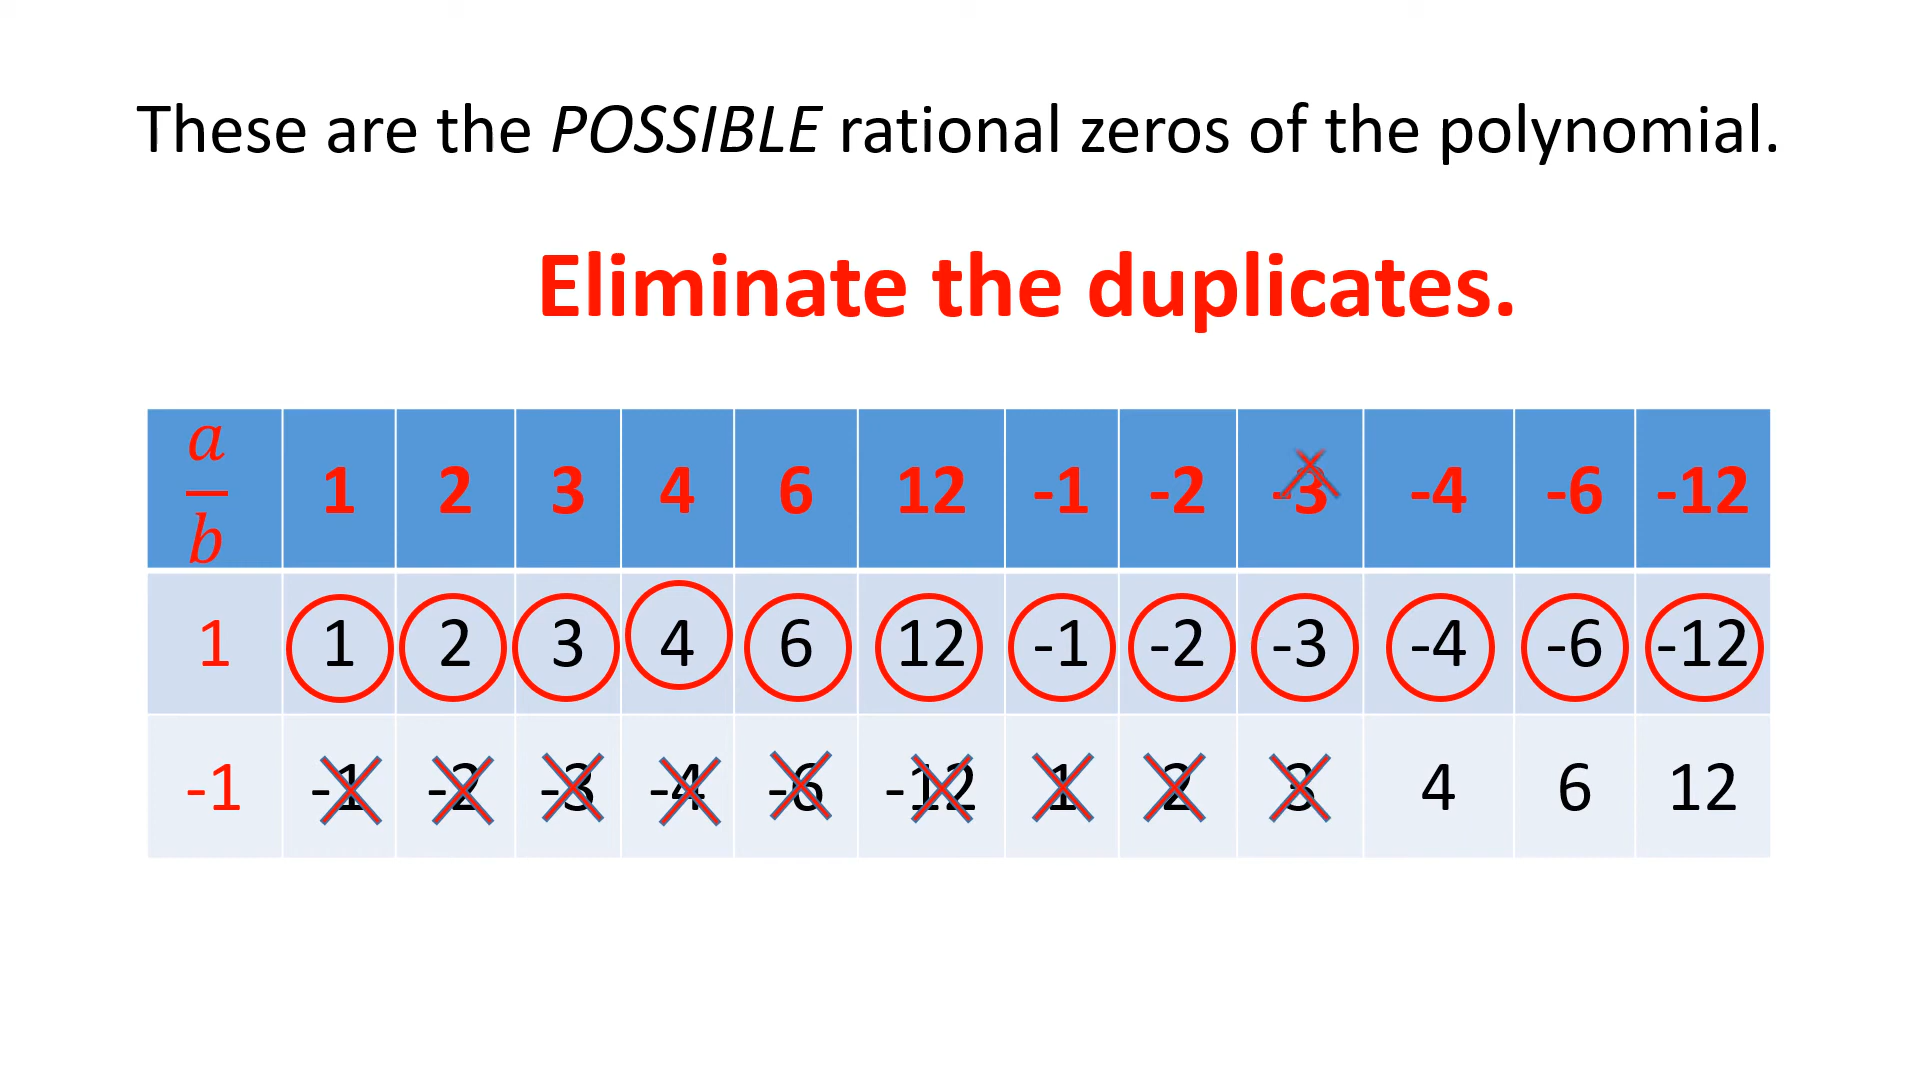 These are the POSSIBLE rational zeros of the polynomial.
Eliminate the duplicates.
a/b 1 2 3 4 6 12 -1 -2 -3 -4 -6 -12
1 1 2 3 4 6 12 -1 -2 -3 -4 -6 -12
-1 -1 -2 -3 -4 -6 -12 1 2 3 4 6 12